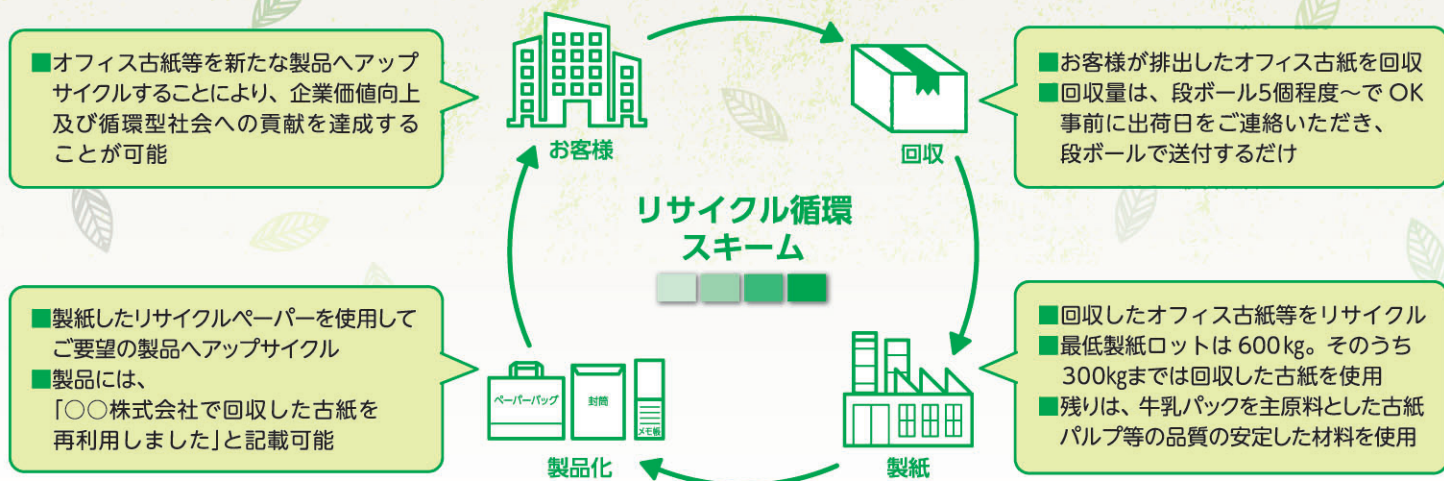 ■オフィス古紙等を新たな製品へアップ
サイクルすることにより、企業価値向上
及び循環型社会への貢献を達成する
ことが可能
お客様
回収
■お客様が排出したオフィス古紙を回収
■回収量は、段ボール5個程度～でOK
事前に出荷日をご連絡いただき、
段ボールで送付するだけ
リサイクル循環
スキーム
■製紙したリサイクルペーパーを使用して
ご要望の製品へアップサイクル
■製品には、
「○○株式会社で回収した古紙を
再利用しました」と記載可能
ペーパーバッグ
封筒
メモ帳
製品化
製紙
■回収したオフィス古紙等をリサイクル
■最低製紙ロットは600kg。そのうち
300kgまでは回収した古紙を使用
■残りは、牛乳パックを主原料とした古紙
パルプ等の品質の安定した材料を使用